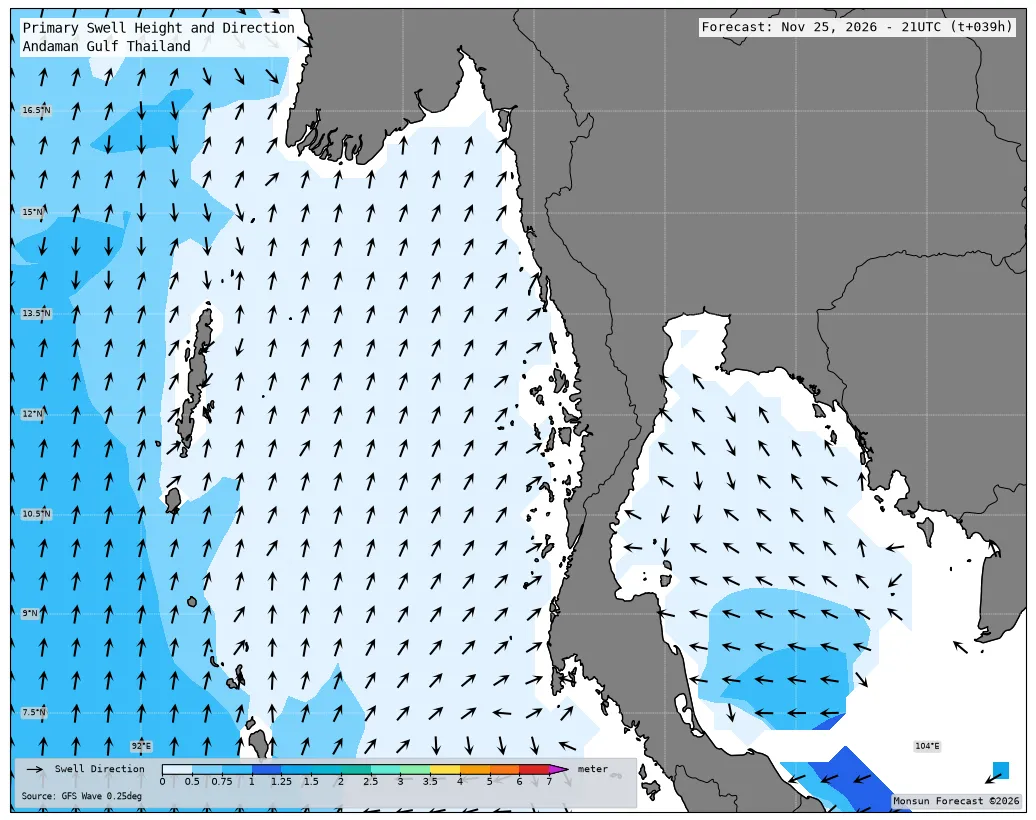 Primary Swell Height and Direction
Andaman Gulf Thailand
Forecast: Nov 25, 2026 - 21UTC (t+039h)
16.5°N
15°N
13.5°N
12°N
10.5°N
9°N
7.5°N
92°E
104°E
Swell Direction
0 0.5 0.75 1.25 1.5 2 2.5 3 3.5 4 5 6 7
meter
Source: GFS Wave 0.25deg
Monsun Forecast ©2026